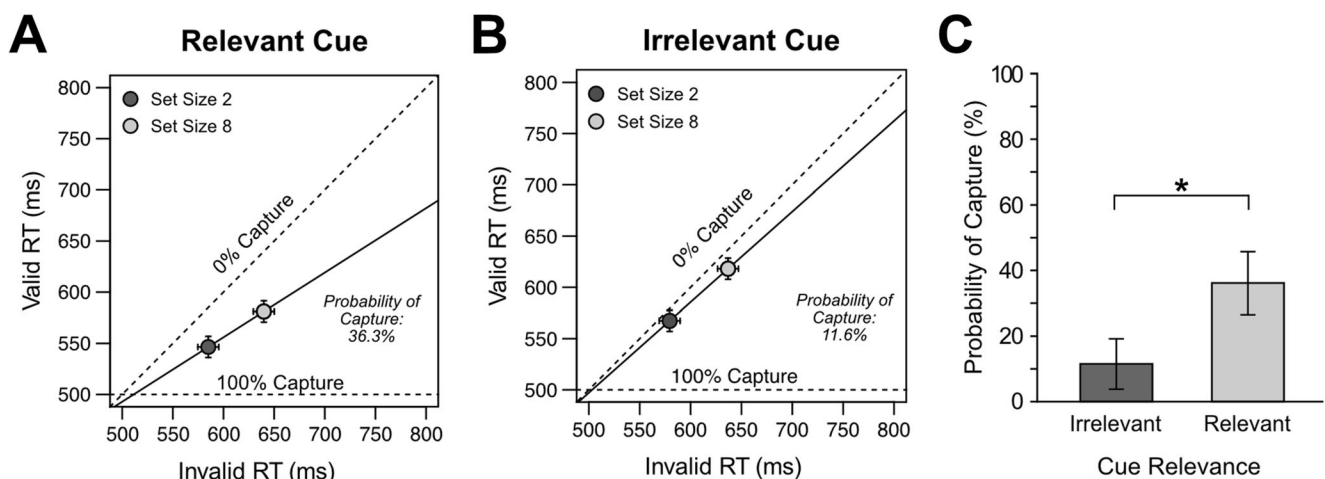 A
Relevant Cue
Valid RT (ms)
800
750
700
650
600
550
500
Set Size 2
Set Size 8
0% Capture
Probability of
Capture:
36.3%
100% Capture
500 550 600 650 700 750 800
Invalid RT (ms)
B
Irrelevant Cue
Valid RT (ms)
800
750
700
650
600
550
500
Set Size 2
Set Size 8
0% Capture
Probability of
Capture:
11.6%
100% Capture
500 550 600 650 700 750 800
Invalid RT (ms)
C
Probability of Capture (%)
100
80
60
40
20
0
*
Irrelevant Relevant
Cue Relevance